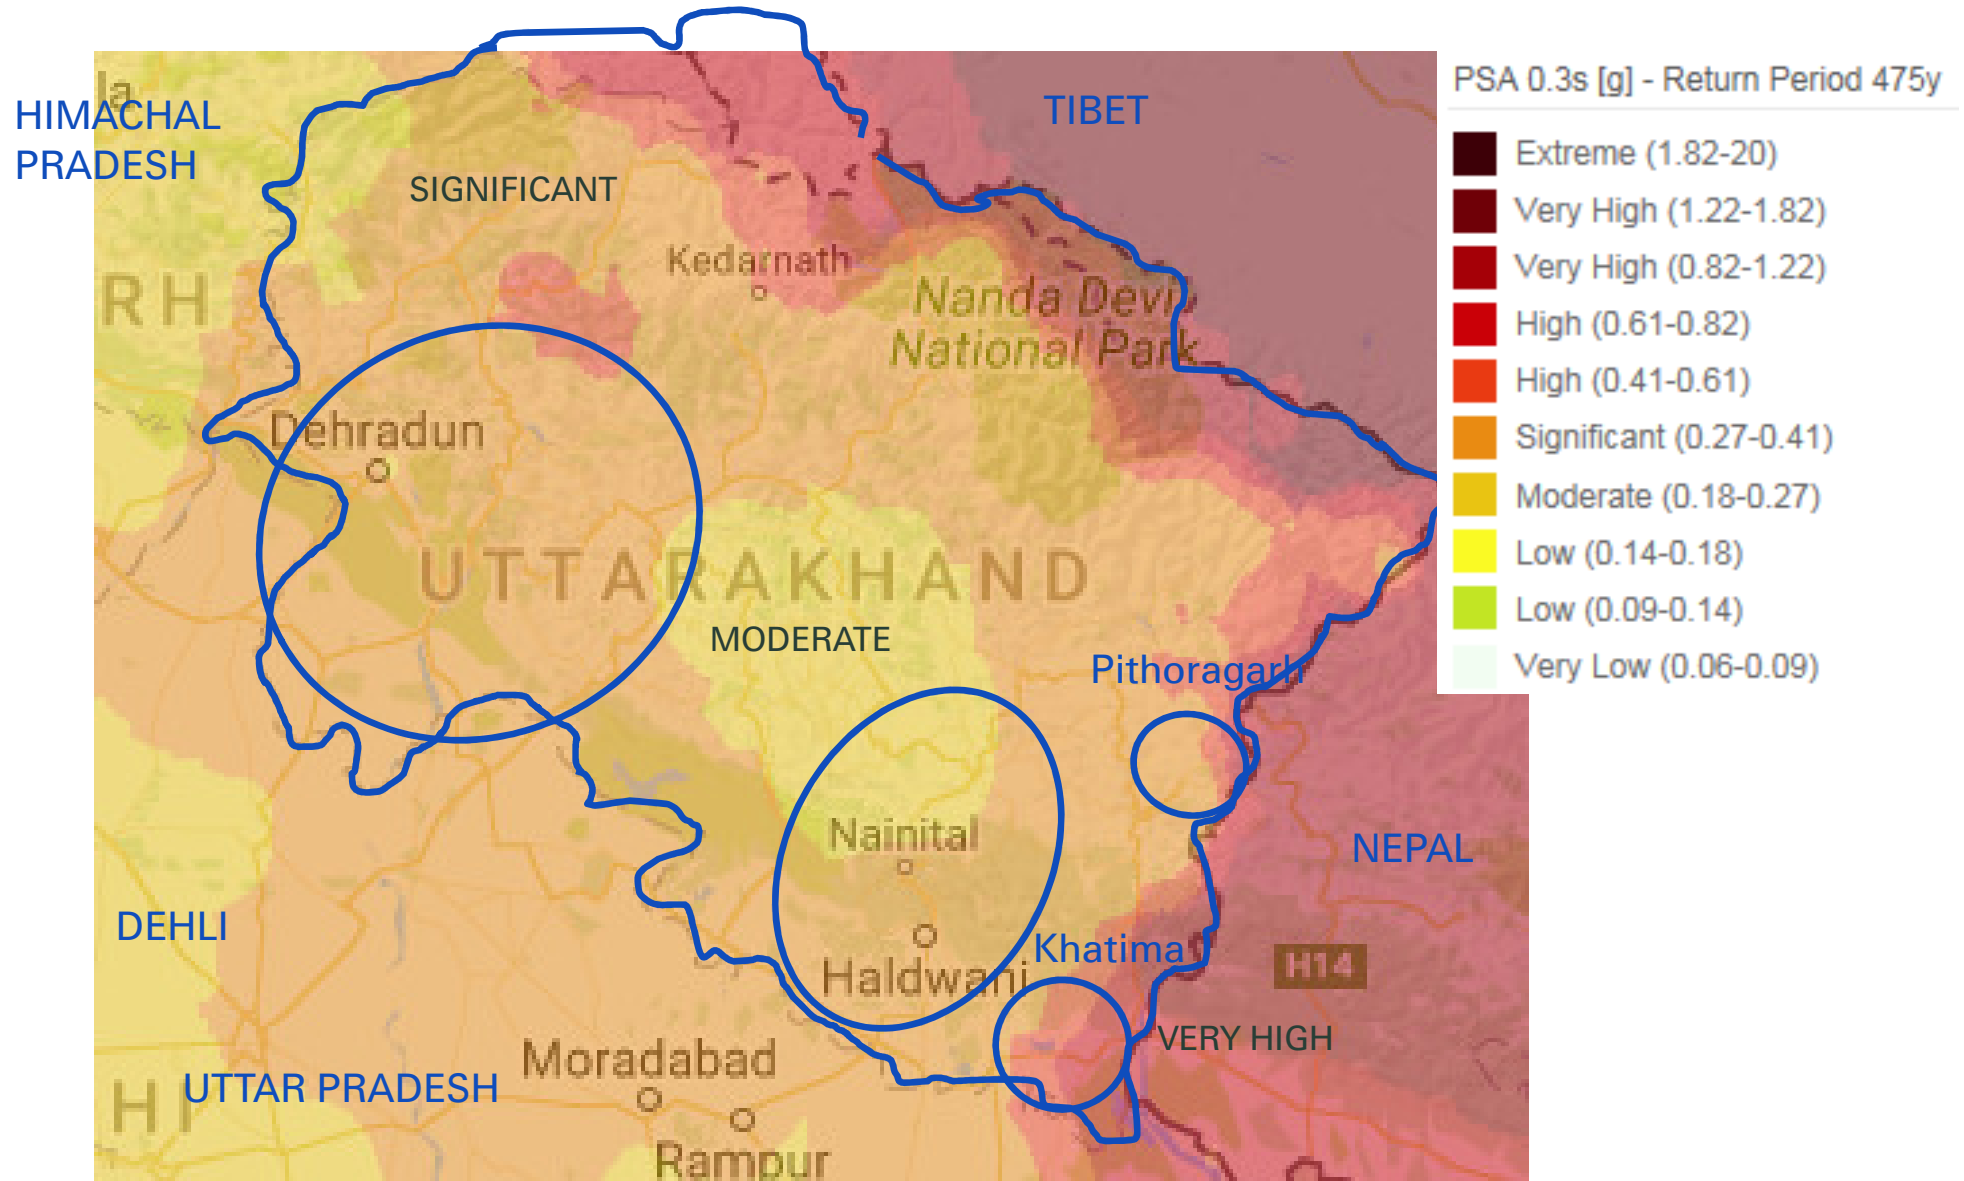 la
HIMACHAL
PRADESH
TIBET
SIGNIFICANT
Kedarnath
RH
Nanda Devi
National Park
Dehradun
UTTARAKHAND
MODERATE
Pithoragarh
Nainital
NEPAL
DEHLI
Khatima
Haldwani
H14
VERY HIGH
Moradabad
HI
UTTAR PRADESH
Rampur
PSA 0.3s [g] - Return Period 475y
Extreme (1.82-20)
Very High (1.22-1.82)
Very High (0.82-1.22)
High (0.61-0.82)
High (0.41-0.61)
Significant (0.27-0.41)
Moderate (0.18-0.27)
Low (0.14-0.18)
Low (0.09-0.14)
Very Low (0.06-0.09)